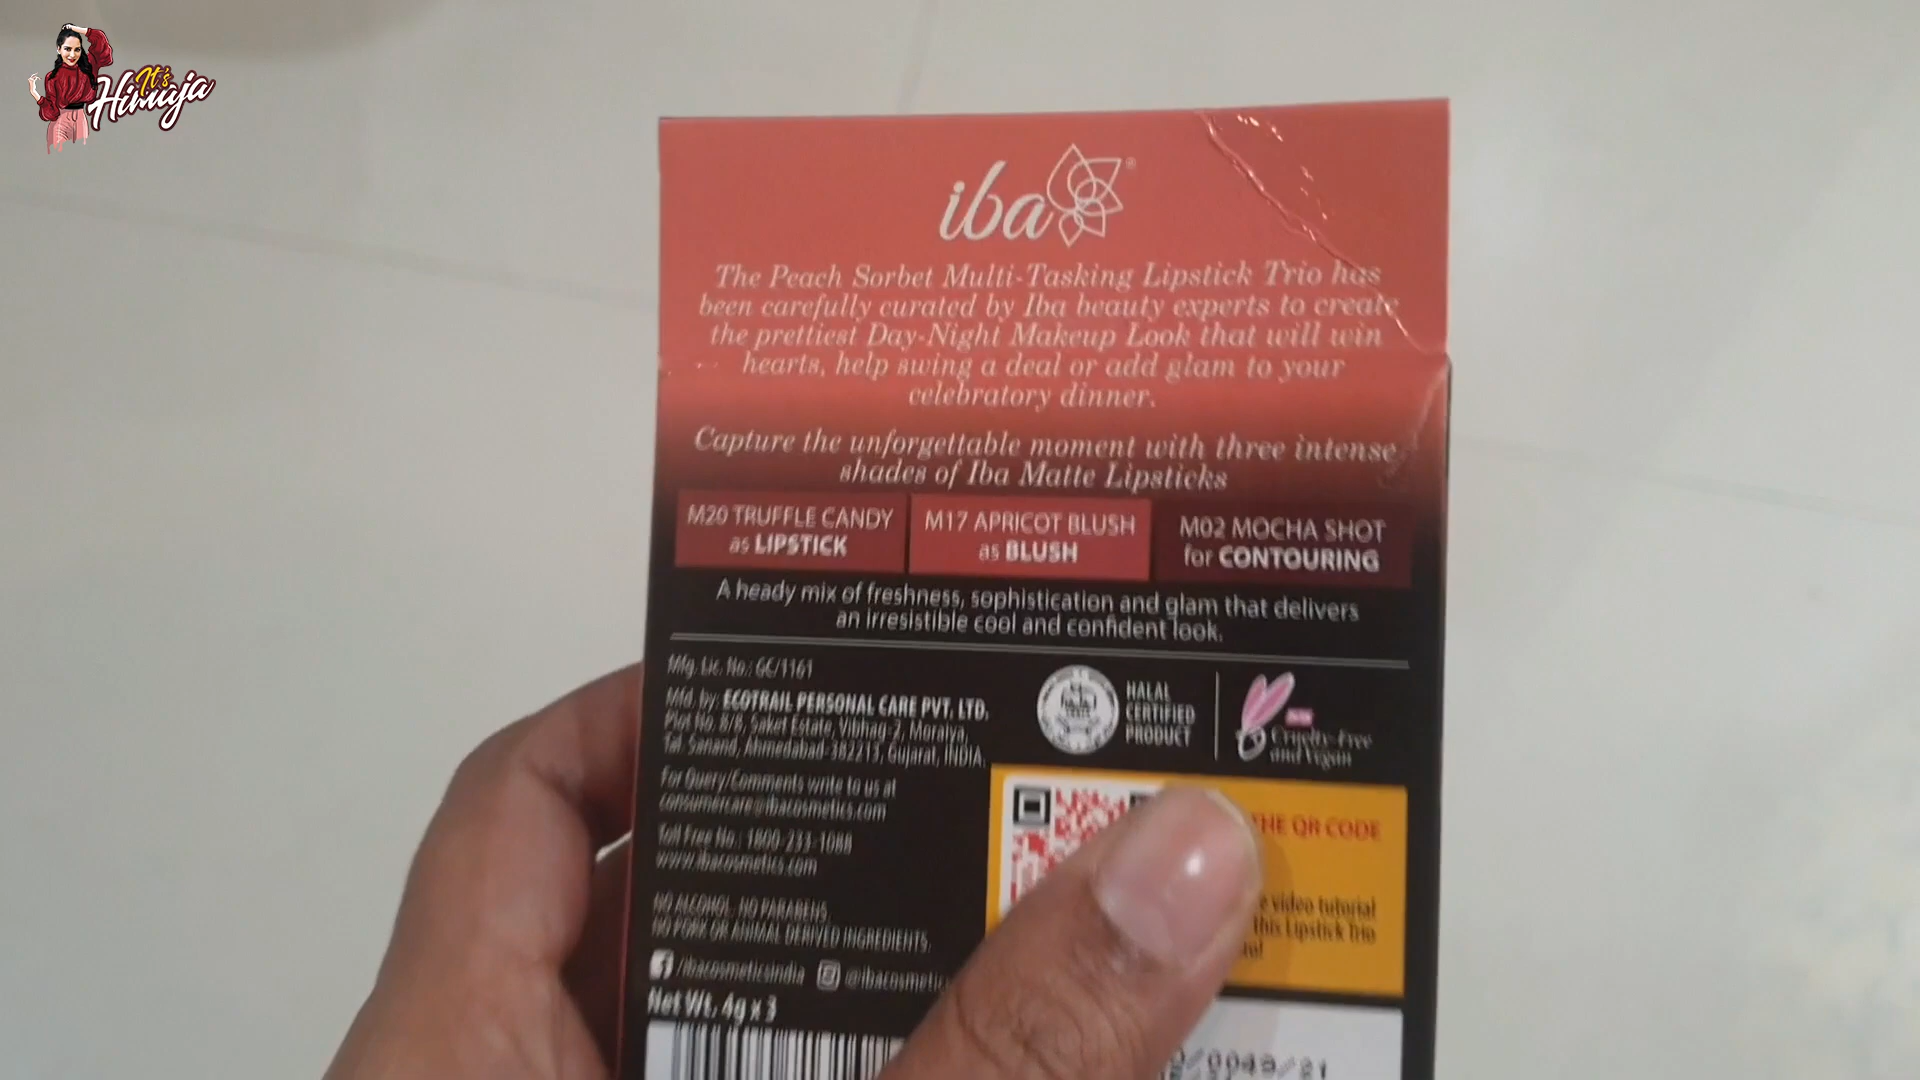 It's
Himuja
iba
The Peach Sorbet Multi-Tasking Lipstick Trio has
been carefully curated by Iba beauty experts to create
the prettiest Day-Night Makeup Look that will win
hearts, help swing a deal or add glam to your
celebratory dinner.
Capture the unforgettable moment with three intense
shades of Iba Matte Lipsticks
M20 TRUFFLE CANDY
as LIPSTICK
M17 APRICOT BLUSH
as BLUSH
M02 MOCHA SHOT
for CONTOURING
A heady mix of freshness, sophistication and glam that delivers
an irresistible cool and confident look.
Mfg. Lic. No.: GC/1161
Mfd. by: ECOTRAIL PERSONAL CARE PVT. LTD.
Plot No. 8/8, Saket Estate, Vibhag-2, Moraiya,
Tal. Sanand, Ahmedabad-382213, Gujarat, INDIA.
For Query/Comments write to us at
consumercare@ibacosmetics.com
Toll Free No.: 1800-233-1088
www.ibacosmetics.com
NO ALCOHOL. NO PARABENS.
NO PORK OR ANIMAL DERIVED INGREDIENTS.
/ibacosmeticsindia
Net Wt. 4g x 3
HALAL
CERTIFIED
PRODUCT
Cruelty-Free
and Vegan
THE QR CODE
video tutorial
this Lipstick Trio
/0049/21